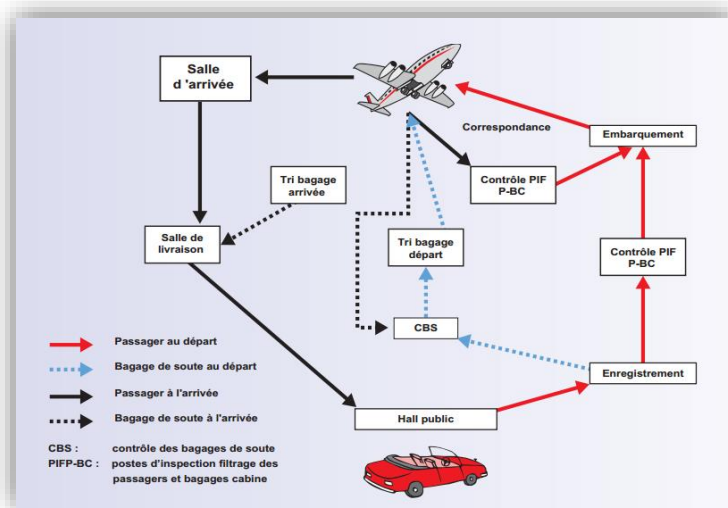 Salle
d 'arrivée
Correspondance
Embarquement
Tri bagage
arrivée
Contrôle PIF
P-BC
Salle de
livraison
Tri bagage
départ
Contrôle PIF
P-BC
CBS
Enregistrement
Hall public
Passager au départ
Bagage de soute au départ
Passager à l'arrivée
Bagage de soute à l'arrivée
CBS : contrôle des bagages de soute
PIFP-BC : postes d'inspection filtrage des
passagers et bagages cabine